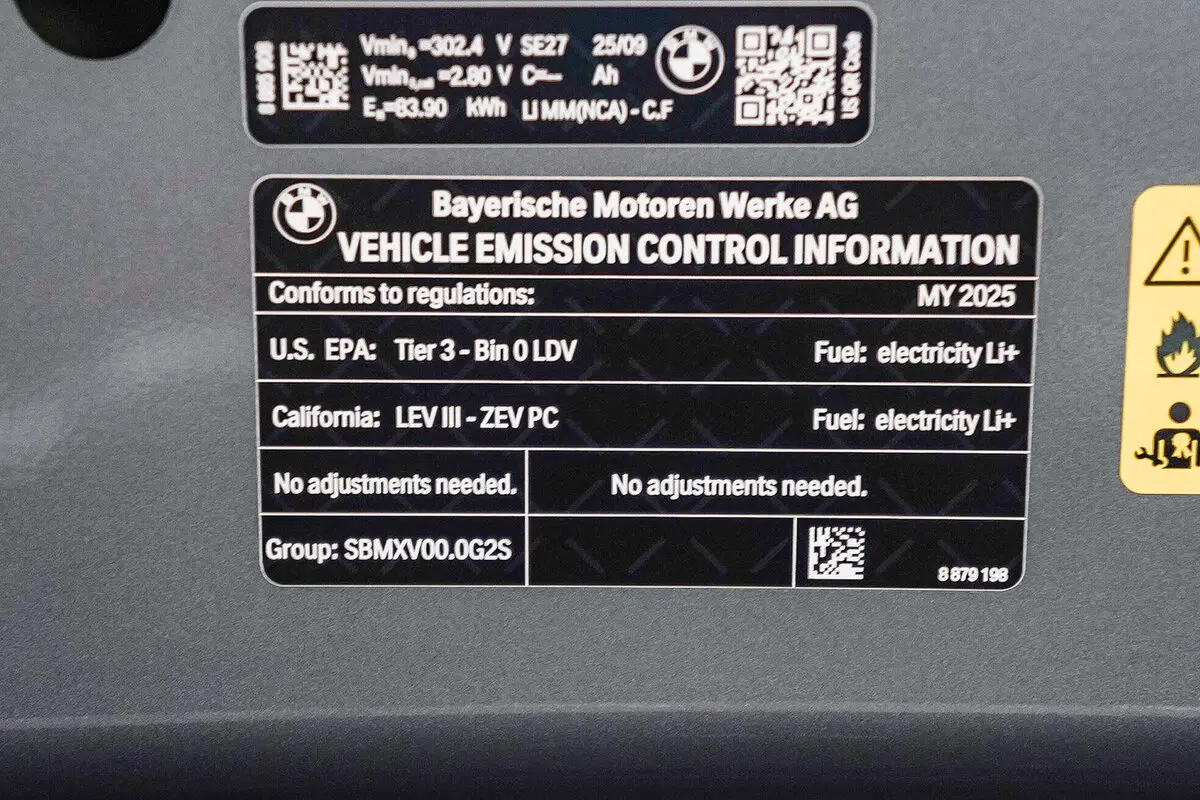 Vmin₀=302.4 V SE27 25/09
=2.80 V C=-- Ah
=83.90 kWh LI MM(NCA) - C.F
US QR Code
BMW
Bayerische Motoren Werke AG
VEHICLE EMISSION CONTROL INFORMATION
Conforms to regulations: MY 2025
U.S. EPA: Tier 3 - Bin 0 LDV Fuel: electricity Li+
California: LEV III - ZEV PC Fuel: electricity Li+
No adjustments needed. No adjustments needed.
Group: SBMXV00.0G2S
8 879 198